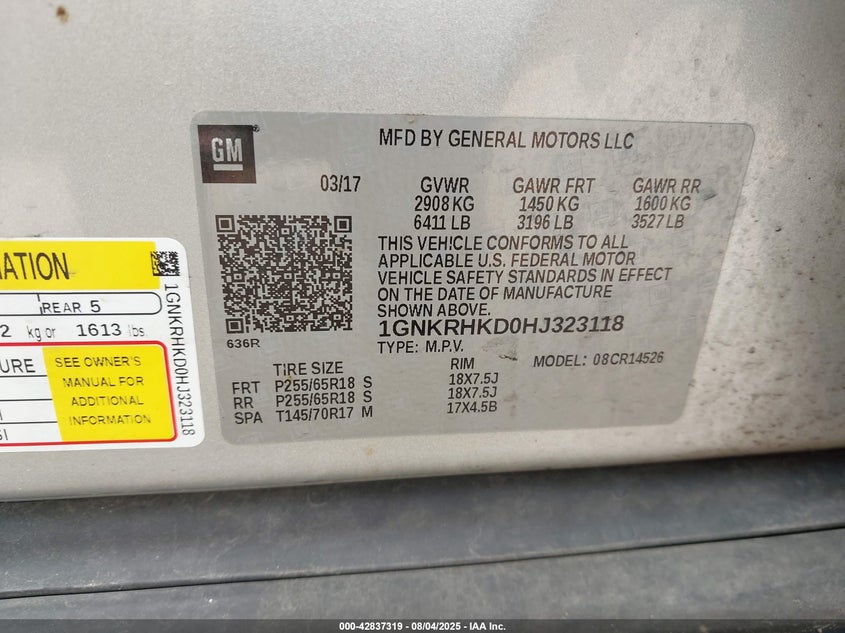 GM
MFD BY GENERAL MOTORS LLC
03/17 GVWR GAWR FRT GAWR RR
2908 KG 1450 KG 1600 KG
6411 LB 3196 LB 3527 LB
THIS VEHICLE CONFORMS TO ALL
APPLICABLE U.S. FEDERAL MOTOR
VEHICLE SAFETY STANDARDS IN EFFECT
ON THE DATE OF MANUFACTURE
SHOWN ABOVE.
1GNKRHKD0HJ323118
636R
TYPE: M.P.V. MODEL: 08CR14526
TIRE SIZE RIM
FRT P255/65R18 S 18X7.5J
RR P255/65R18 S 18X7.5J
SPA T145/70R17 M 17X4.5B
REAR 5
kg or 1613 lbs.
SEE OWNER'S
MANUAL FOR
ADDITIONAL
INFORMATION
1GNKRHKD0HJ323118
000-42837319 - 08/04/2025 - IAA Inc.